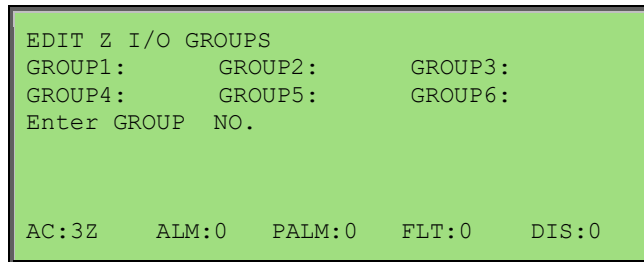 EDIT Z I/O GROUPS
GROUP1: GROUP2: GROUP3:
GROUP4: GROUP5: GROUP6:
Enter GROUP NO.
AC:3Z ALM:0 PALM:0 FLT:0 DIS:0